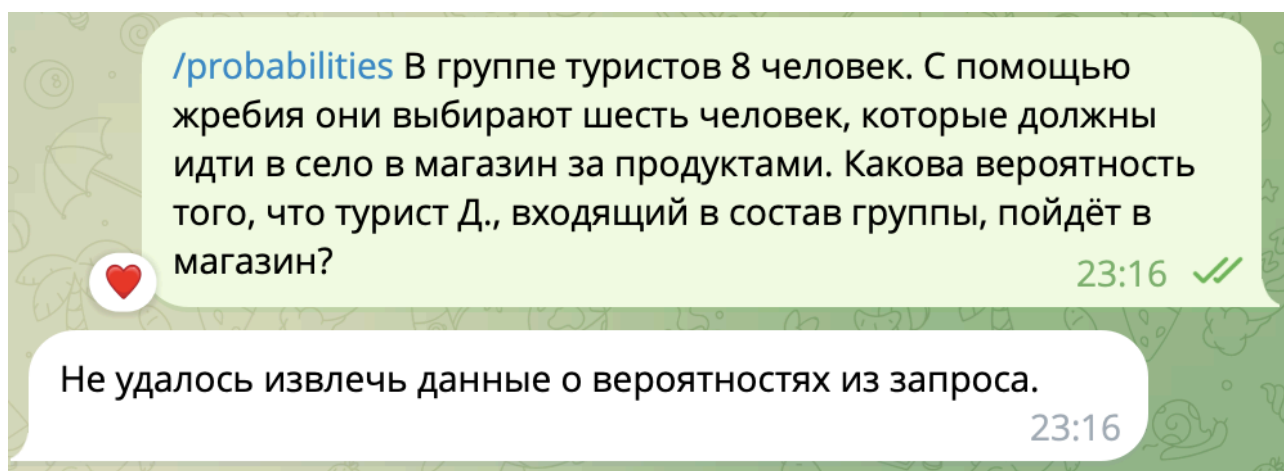 /probabilities В группе туристов 8 человек. С помощью
жребия они выбирают шесть человек, которые должны
идти в село в магазин за продуктами. Какова вероятность
того, что турист Д., входящий в состав группы, пойдёт в
магазин?
23:16
Не удалось извлечь данные о вероятностях из запроса.
23:16